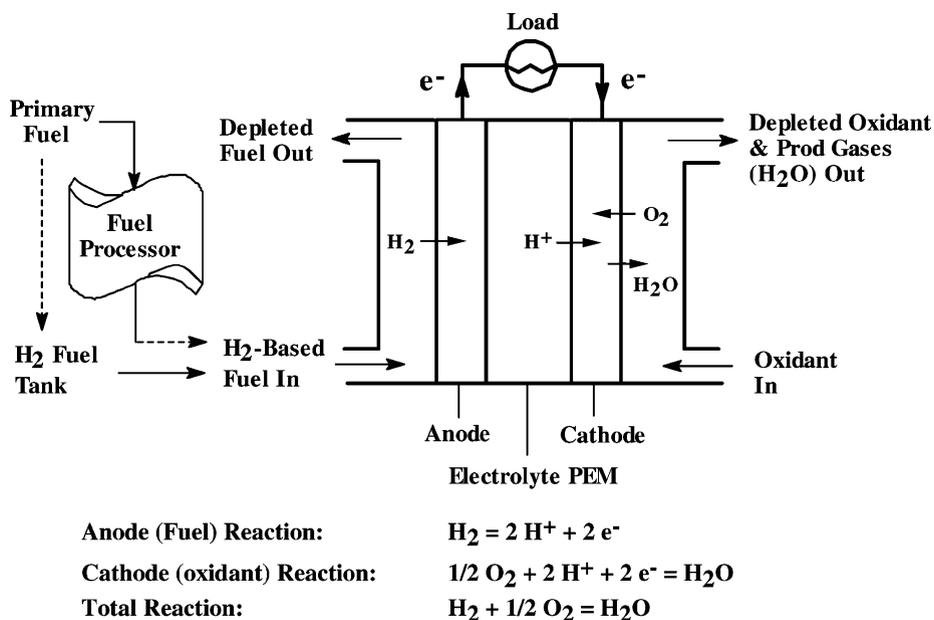 Load
e-
e-
Primary
Fuel
Depleted
Fuel Out
Depleted Oxidant
& Prod Gases
(H2O) Out
Fuel
Processor
H2
H+
O2
H2O
H2 Fuel
Tank
H2-Based
Fuel In
Oxidant
In
Anode
Cathode
Electrolyte PEM
Anode (Fuel) Reaction: H2 = 2 H+ + 2 e-
Cathode (oxidant) Reaction: 1/2 O2 + 2 H+ + 2 e- = H2O
Total Reaction: H2 + 1/2 O2 = H2O